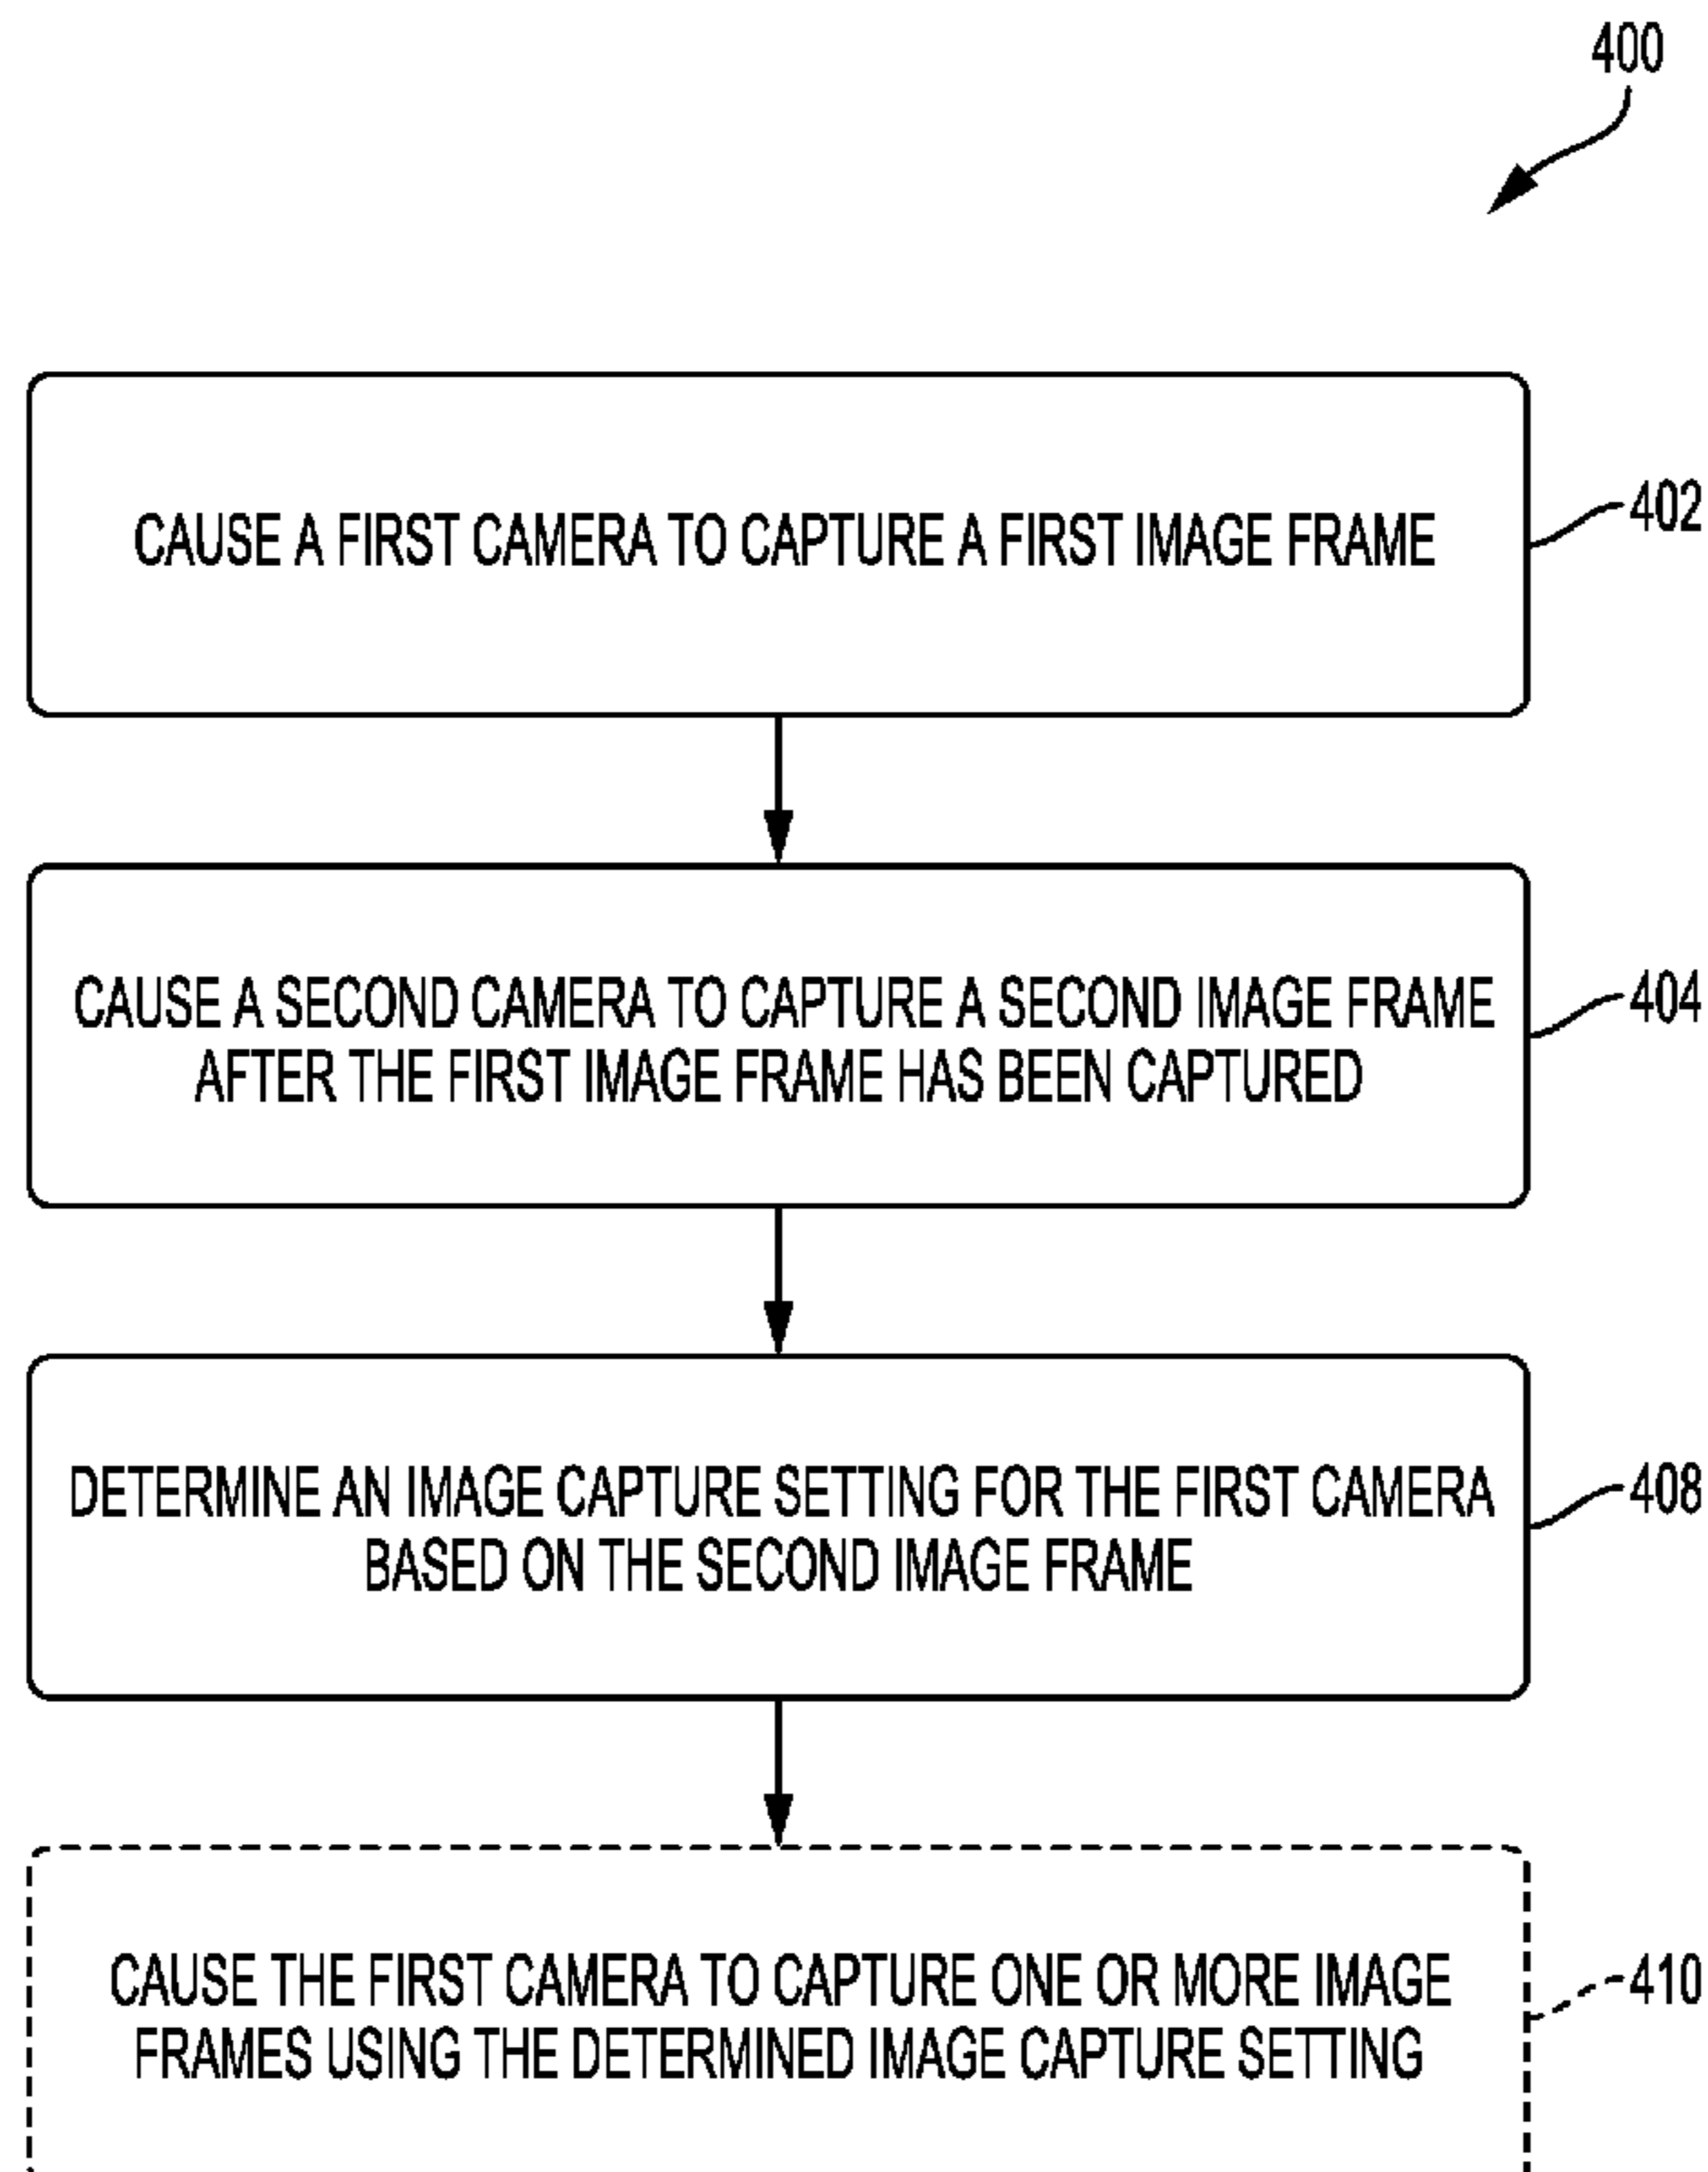 400
CAUSE A FIRST CAMERA TO CAPTURE A FIRST IMAGE FRAME
402
CAUSE A SECOND CAMERA TO CAPTURE A SECOND IMAGE FRAME
AFTER THE FIRST IMAGE FRAME HAS BEEN CAPTURED
404
DETERMINE AN IMAGE CAPTURE SETTING FOR THE FIRST CAMERA
BASED ON THE SECOND IMAGE FRAME
408
CAUSE THE FIRST CAMERA TO CAPTURE ONE OR MORE IMAGE
FRAMES USING THE DETERMINED IMAGE CAPTURE SETTING
410